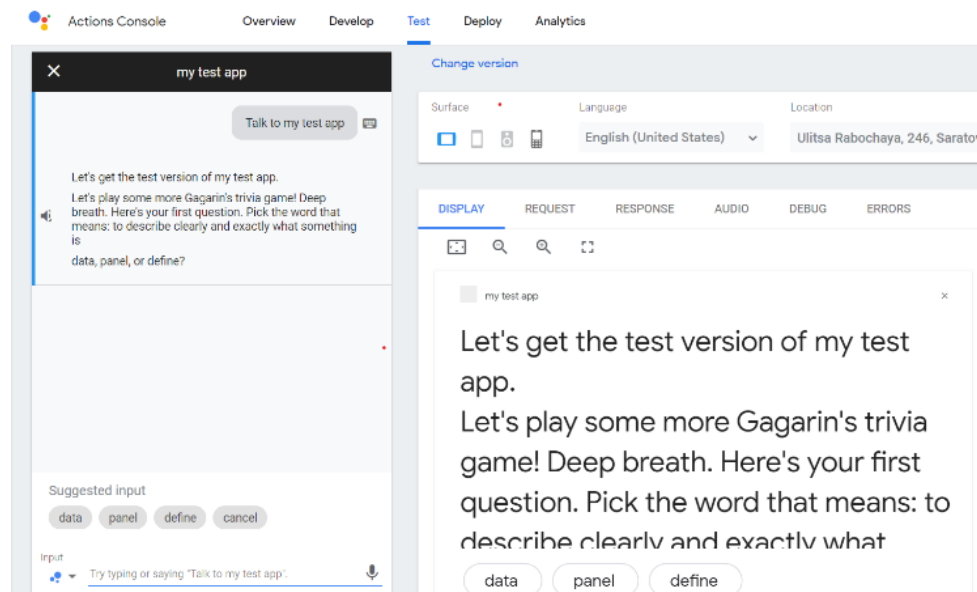 Actions Console Overview Develop Test Deploy Analytics
my test app
Talk to my test app
Let's get the test version of my test app.
Let's play some more Gagarin's trivia game! Deep
breath. Here's your first question. Pick the word that
means: to describe clearly and exactly what something
is
data, panel, or define?
Suggested input
data panel define cancel
Input
Try typing or saying "Talk to my test app".
Change version
Surface Language Location
English (United States) Ulitsa Rabochaya, 246, Sarato
DISPLAY REQUEST RESPONSE AUDIO DEBUG ERRORS
my test app
Let's get the test version of my test
app.
Let's play some more Gagarin's trivia
game! Deep breath. Here's your first
question. Pick the word that means: to
describe clearly and exactly what
data panel define